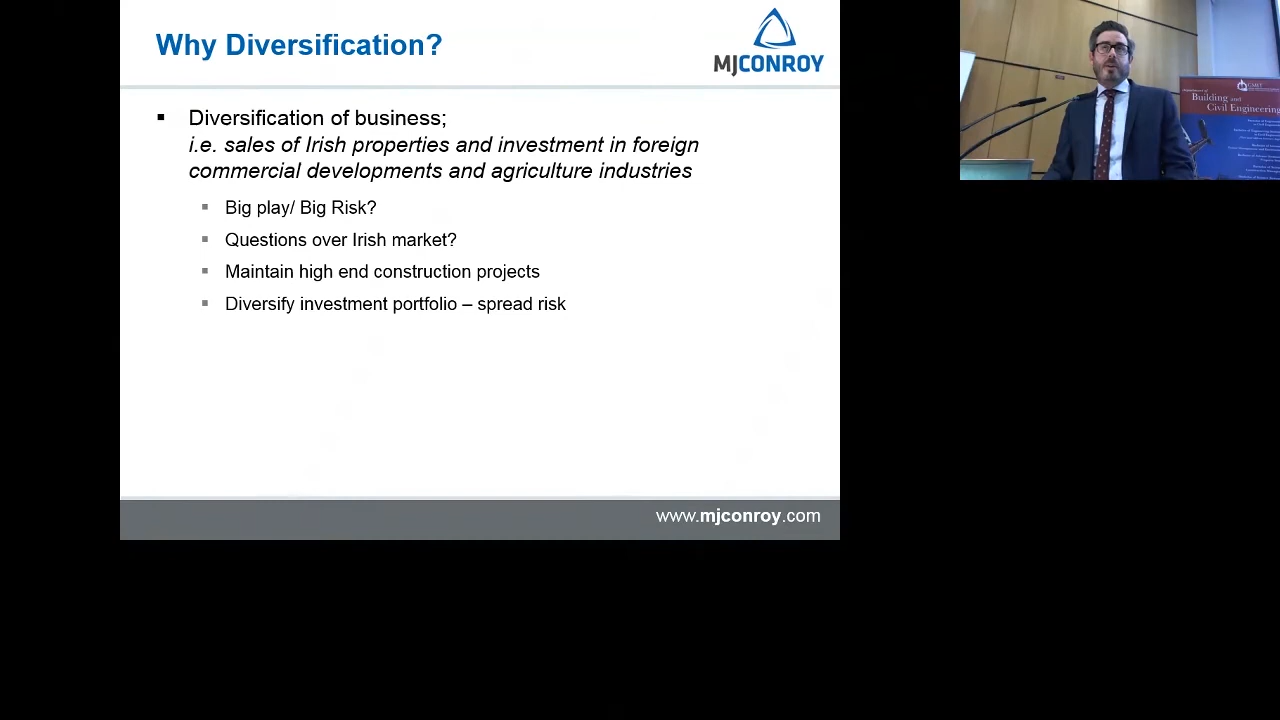 Why Diversification?
MJCONROY
▪ Diversification of business;
i.e. sales of Irish properties and investment in foreign
commercial developments and agriculture industries
▪ Big play/ Big Risk?
▪ Questions over Irish market?
▪ Maintain high end construction projects
▪ Diversify investment portfolio – spread risk
www.mjconroy.com
Building and
Civil Engineering